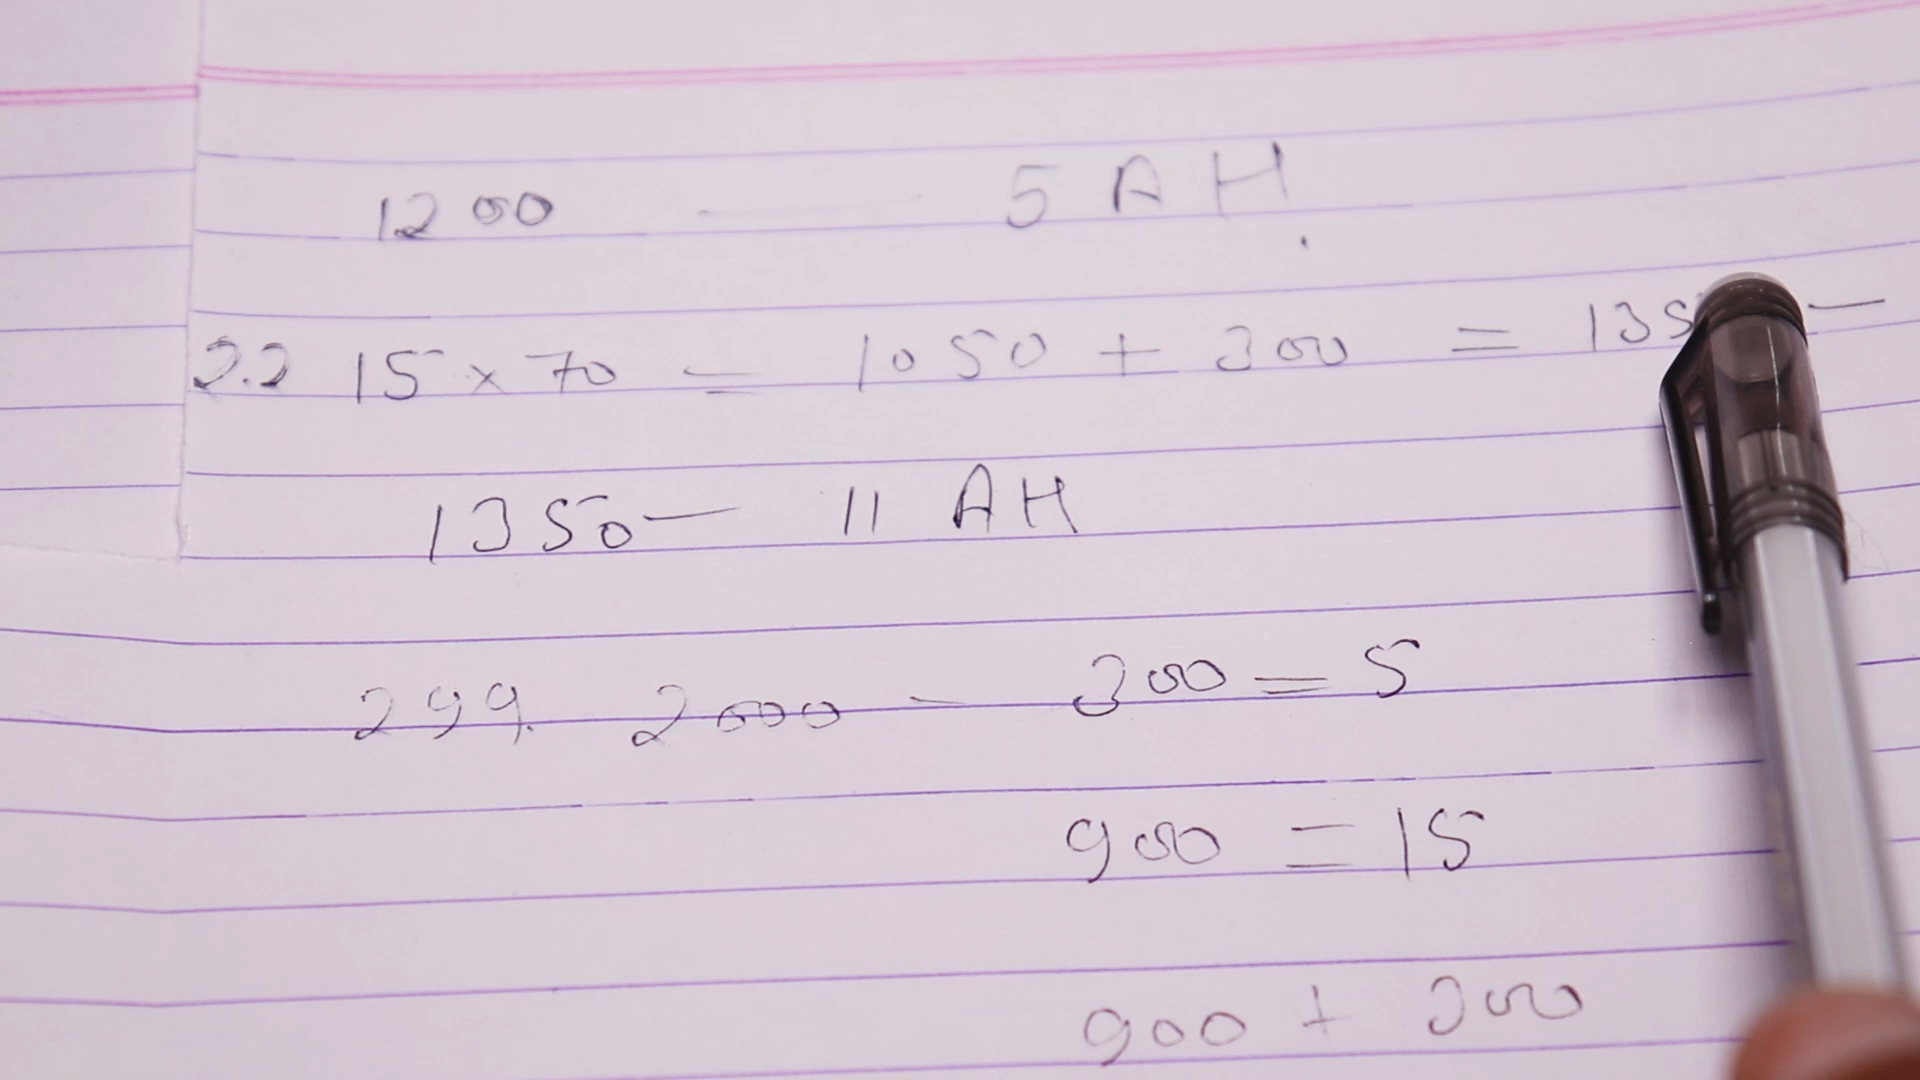 1200 — 5 AH.
2.2 15 x 70 = 1050 + 300 = 135 —
1350 — 11 AH
299. 2000 - 300 = 5
900 = 15
900 + 300